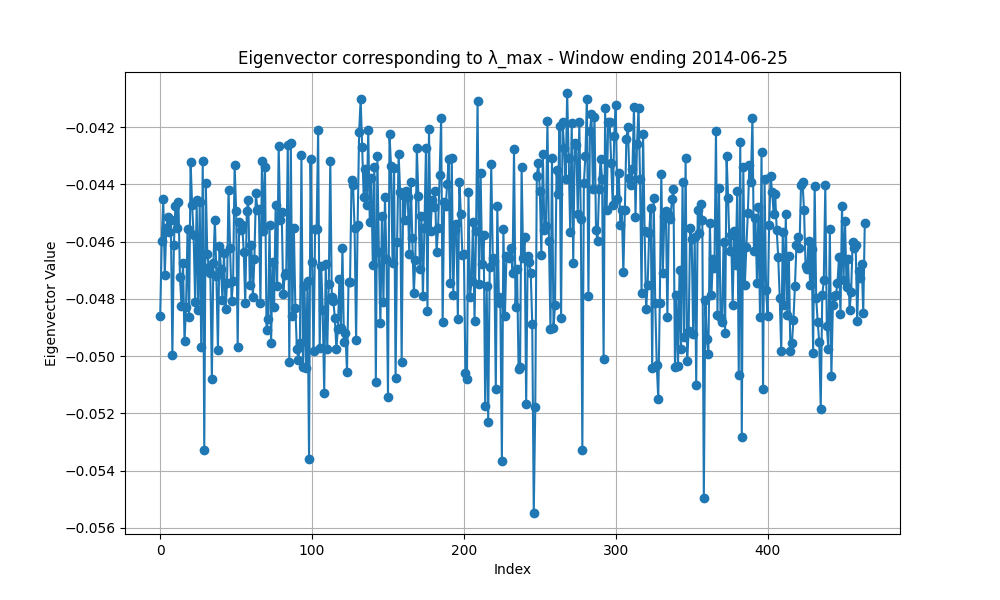 Eigenvector corresponding to λ_max - Window ending 2014-06-25
Eigenvector Value
−0.042
−0.044
−0.046
−0.048
−0.050
−0.052
−0.054
−0.056
0 100 200 300 400
Index